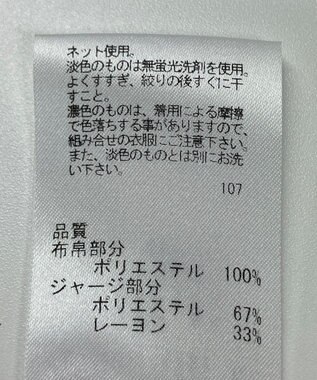 ネット使用。
淡色のものは無蛍光洗剤を使用。
よくすすぎ、絞りの後すぐに干
すこと。
濃色のものは、着用による摩擦
で色落ちする事がありますので、
組み合せの衣服にご注意下さい。
また、淡色のものとは別にお洗
い下さい。
107
品質
布帛部分
ポリエステル 100%
ジャージ部分
ポリエステル 67%
レーヨン 33%